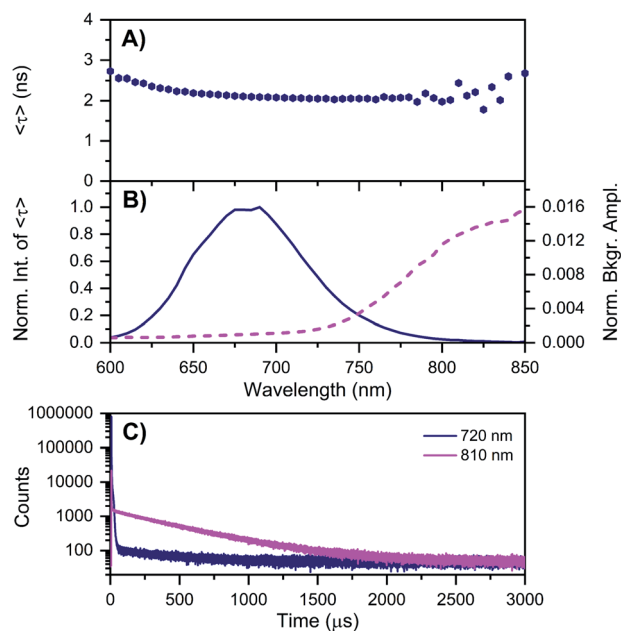 A)
4
3
2
1
0
<τ> (ns)
B)
1.0
0.8
0.6
0.4
0.2
0.0
Norm. Int. of <τ>
0.016
0.012
0.008
0.004
0.000
Norm. Bkgr. Ampl.
600 650 700 750 800 850
Wavelength (nm)
C)
1000000
100000
10000
1000
100
Counts
720 nm
810 nm
0 500 1000 1500 2000 2500 3000
Time (μs)